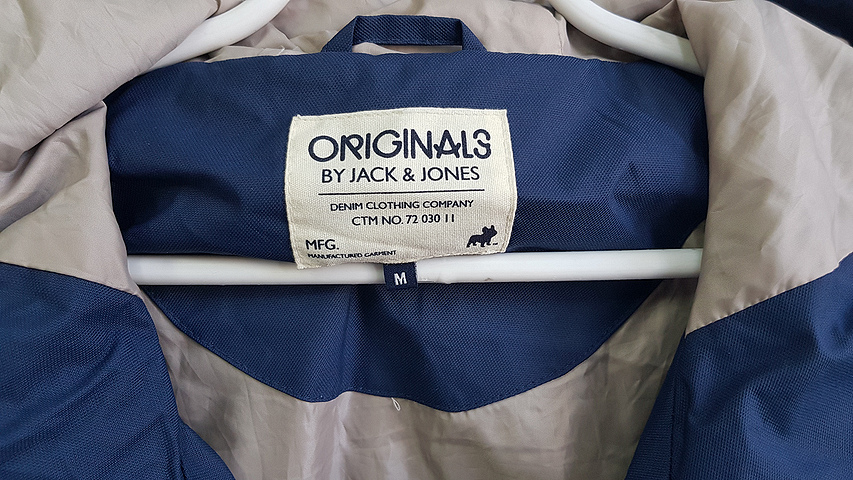 ORIGINALS
BY JACK & JONES
DENIM CLOTHING COMPANY
CTM NO. 72 030 11
MFG.
MANUFACTURED GARMENT
M